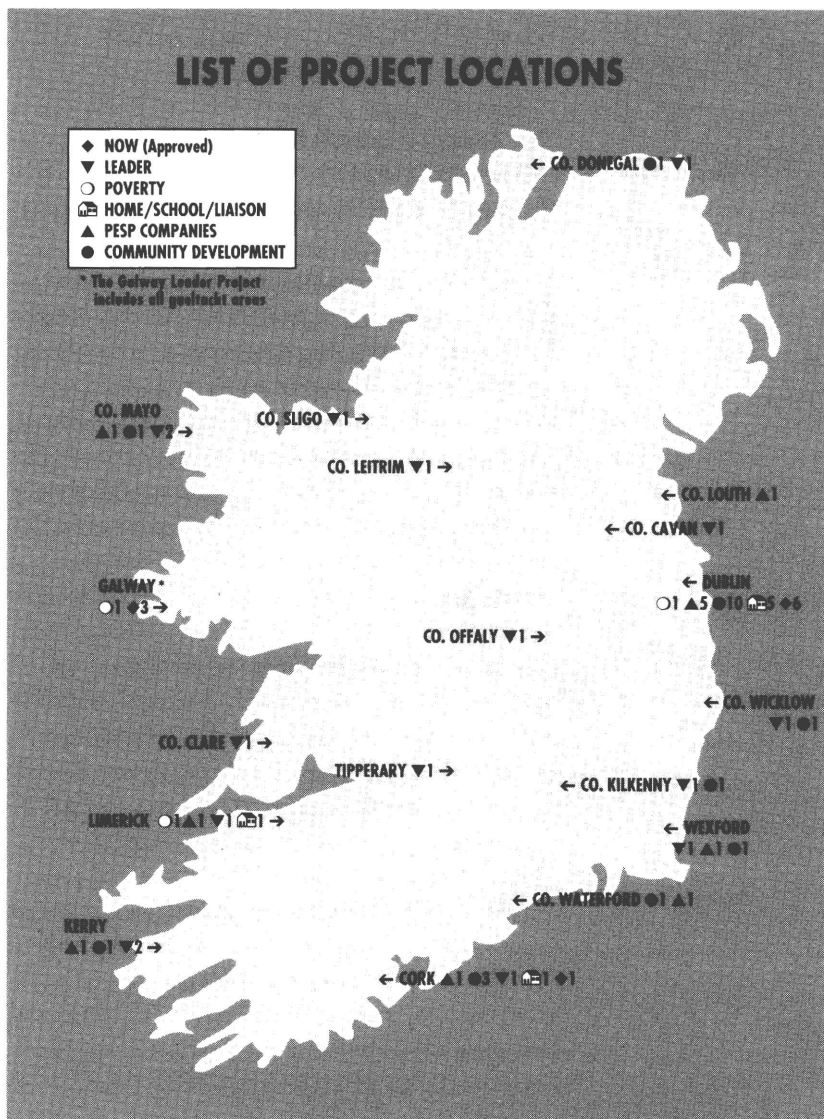 LIST OF PROJECT LOCATIONS
◆ NOW (Approved)
▼ LEADER
○ POVERTY
HOME/SCHOOL/LIAISON
▲ PESP COMPANIES
● COMMUNITY DEVELOPMENT
* The Galway Leader Project
includes all gaeltacht areas
← CO. DONEGAL ●1 ▼1
CO. MAYO
▲1 ●1 ▼2 →
CO. SLIGO ▼1 →
CO. LEITRIM ▼1 →
← CO. LOUTH ▲1
← CO. CAVAN ▼1
GALWAY *
○1 ◆3 →
← DUBLIN
○1 ▲5 ●10 5 ◆6
CO. OFFALY ▼1 →
← CO. WICKLOW
▼1 ●1
CO. CLARE ▼1 →
TIPPERARY ▼1 →
← CO. KILKENNY ▼1 ●1
LIMERICK ○1 ▲1 ▼1 1 →
← WEXFORD
▼1 ▲1 ●1
← CO. WATERFORD ●1 ▲1
KERRY
▲1 ●1 ▼2 →
← CORK ▲1 ●3 ▼1 1 ◆1